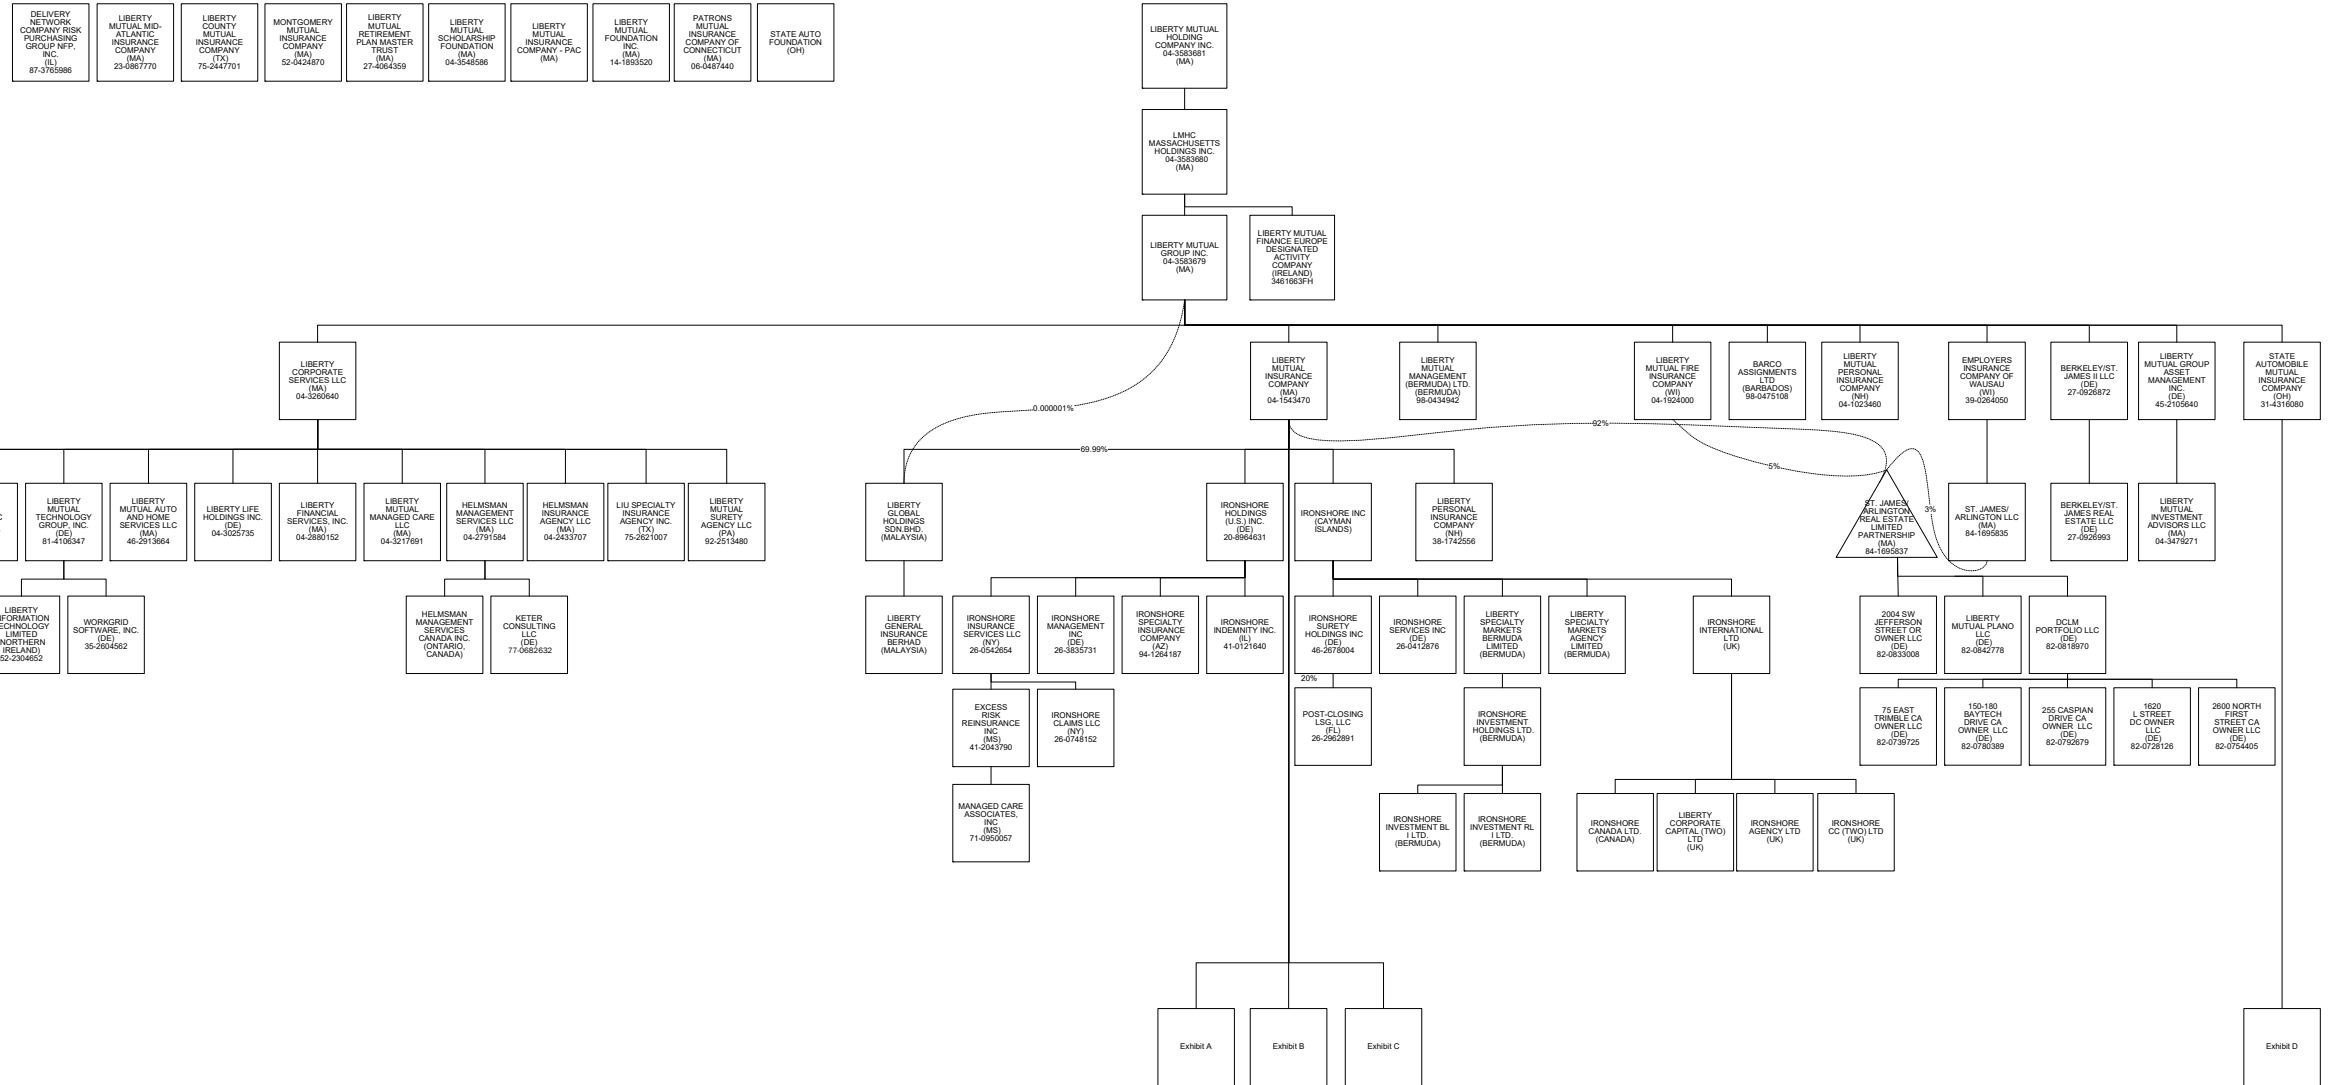 DELIVERY
NETWORK
COMPANY RISK
PURCHASING
GROUP NFP,
INC.
(IL)
87-3765986
LIBERTY
MUTUAL MID-
ATLANTIC
INSURANCE
COMPANY
(MA)
23-0867770
LIBERTY
COUNTY
MUTUAL
INSURANCE
COMPANY
(TX)
75-2447701
MONTGOMERY
MUTUAL
INSURANCE
COMPANY
(MA)
52-0424870
LIBERTY
MUTUAL
RETIREMENT
PLAN MASTER
TRUST
(MA)
27-4064359
LIBERTY
MUTUAL
SCHOLARSHIP
FOUNDATION
(MA)
04-3548586
LIBERTY
MUTUAL
INSURANCE
COMPANY - PAC
(MA)
LIBERTY
MUTUAL
FOUNDATION
INC.
(MA)
14-1893520
PATRONS
MUTUAL
INSURANCE
COMPANY OF
CONNECTICUT
(MA)
06-0487440
STATE AUTO
FOUNDATION
(OH)
LIBERTY MUTUAL
HOLDING
COMPANY INC.
04-3583681
(MA)
LMHC
MASSACHUSETTS
HOLDINGS INC.
04-3583680
(MA)
LIBERTY MUTUAL
GROUP INC.
04-3583679
(MA)
LIBERTY MUTUAL
FINANCE EUROPE
DESIGNATED
ACTIVITY
COMPANY
(IRELAND)
3461663FH
LIBERTY
CORPORATE
SERVICES LLC
(MA)
04-3260640
LIBERTY
MUTUAL
INSURANCE
COMPANY
(MA)
04-1543470
LIBERTY
MUTUAL
MANAGEMENT
(BERMUDA) LTD.
(BERMUDA)
98-0434942
LIBERTY
MUTUAL FIRE
INSURANCE
COMPANY
(WI)
04-1924000
BARCO
ASSIGNMENTS
LTD
(BARBADOS)
98-0475108
LIBERTY
MUTUAL
PERSONAL
INSURANCE
COMPANY
(NH)
04-1023460
EMPLOYERS
INSURANCE
COMPANY OF
WAUSAU
(WI)
39-0264050
BERKELEY/ST.
JAMES II LLC
(DE)
27-0926872
LIBERTY
MUTUAL GROUP
ASSET
MANAGEMENT
INC.
(DE)
45-2105640
STATE
AUTOMOBILE
MUTUAL
INSURANCE
COMPANY
(OH)
31-4316080
0.000001%
92%
69.99%
5%
3%
LIBERTY
MUTUAL
TECHNOLOGY
GROUP, INC.
(DE)
81-4106347
LIBERTY
MUTUAL AUTO
AND HOME
SERVICES LLC
(MA)
46-2913664
LIBERTY LIFE
HOLDINGS INC.
(DE)
04-3025735
LIBERTY
FINANCIAL
SERVICES, INC.
(MA)
04-2880152
LIBERTY
MUTUAL
MANAGED CARE
LLC
(MA)
04-3217691
HELMSMAN
MANAGEMENT
SERVICES LLC
(MA)
04-2791584
HELMSMAN
INSURANCE
AGENCY LLC
(MA)
04-2433707
LIU SPECIALTY
INSURANCE
AGENCY INC.
(TX)
75-2621007
LIBERTY
MUTUAL
SURETY
AGENCY LLC
(PA)
92-2513480
LIBERTY
GLOBAL
HOLDINGS
SDN.BHD.
(MALAYSIA)
IRONSHORE
HOLDINGS
(U.S.) INC.
(DE)
20-8964631
IRONSHORE INC
(CAYMAN
ISLANDS)
LIBERTY
PERSONAL
INSURANCE
COMPANY
(NH)
38-1742556
ST. JAMES/
ARLINGTON
REAL ESTATE
LIMITED
PARTNERSHIP
(MA)
84-1695837
ST. JAMES/
ARLINGTON LLC
(MA)
84-1695835
BERKELEY/ST.
JAMES REAL
ESTATE LLC
(DE)
27-0926993
LIBERTY
MUTUAL
INVESTMENT
ADVISORS LLC
(MA)
04-3479271
LIBERTY
LIMITED
IRELAND)
52-2304652
WORKGRID
SOFTWARE, INC.
(DE)
35-2604562
HELMSMAN
MANAGEMENT
SERVICES
CANADA INC.
(ONTARIO,
CANADA)
KETER
CONSULTING
LLC
(DE)
77-0682632
LIBERTY
GENERAL
INSURANCE
BERHAD
(MALAYSIA)
IRONSHORE
INSURANCE
SERVICES LLC
(NY)
26-0542654
IRONSHORE
MANAGEMENT
INC
(DE)
26-3835731
IRONSHORE
SPECIALTY
INSURANCE
COMPANY
(AZ)
94-1264187
IRONSHORE
INDEMNITY INC.
(IL)
41-0121640
IRONSHORE
SURETY
HOLDINGS INC
(DE)
46-2678004
IRONSHORE
SERVICES INC
(DE)
26-0412876
LIBERTY
SPECIALTY
MARKETS
BERMUDA
LIMITED
(BERMUDA)
LIBERTY
SPECIALTY
MARKETS
AGENCY
LIMITED
(BERMUDA)
IRONSHORE
INTERNATIONAL
LTD
(UK)
2004 SW
JEFFERSON
STREET OR
OWNER LLC
(DE)
82-0833008
LIBERTY
MUTUAL PLANO
LLC
(DE)
82-0842778
DCLM
PORTFOLIO LLC
(DE)
82-0818970
20%
EXCESS
RISK
REINSURANCE
INC
(MS)
41-2043790
IRONSHORE
CLAIMS LLC
(NY)
26-0748152
POST-CLOSING
LSG, LLC
(FL)
26-2962891
IRONSHORE
INVESTMENT
HOLDINGS LTD.
(BERMUDA)
75 EAST
TRIMBLE CA
OWNER LLC
(DE)
82-0739725
150-180
BAYTECH
DRIVE CA
OWNER LLC
(DE)
82-0780389
255 CASPIAN
DRIVE CA
OWNER LLC
(DE)
82-0792679
1620
L STREET
DC OWNER
LLC
(DE)
82-0728126
2600 NORTH
FIRST
STREET CA
OWNER LLC
(DE)
82-0754405
MANAGED CARE
ASSOCIATES,
INC
(MS)
71-0950057
IRONSHORE
INVESTMENT BL
I LTD.
(BERMUDA)
IRONSHORE
INVESTMENT RL
I LTD.
(BERMUDA)
IRONSHORE
CANADA LTD.
(CANADA)
LIBERTY
CORPORATE
CAPITAL (TWO)
LTD
(UK)
IRONSHORE
AGENCY LTD
(UK)
IRONSHORE
CC (TWO) LTD
(UK)
Exhibit A
Exhibit B
Exhibit C
Exhibit D